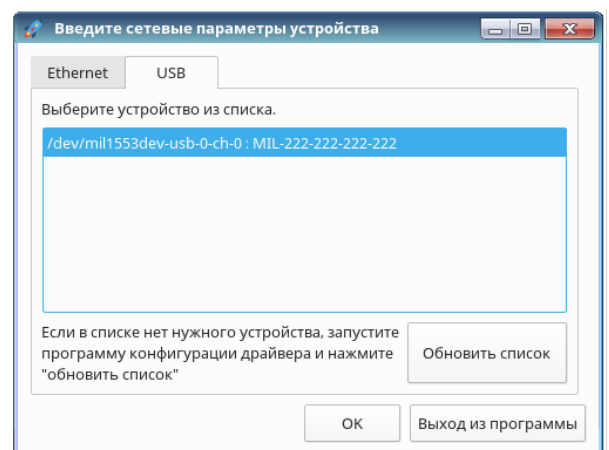 Введите сетевые параметры устройства
Ethernet USB
Выберите устройство из списка.
/dev/mil1553dev-usb-0-ch-0 : MIL-222-222-222-222
Если в списке нет нужного устройства, запустите
программу конфигурации драйвера и нажмите
"обновить список"
Обновить список
OK Выход из программы